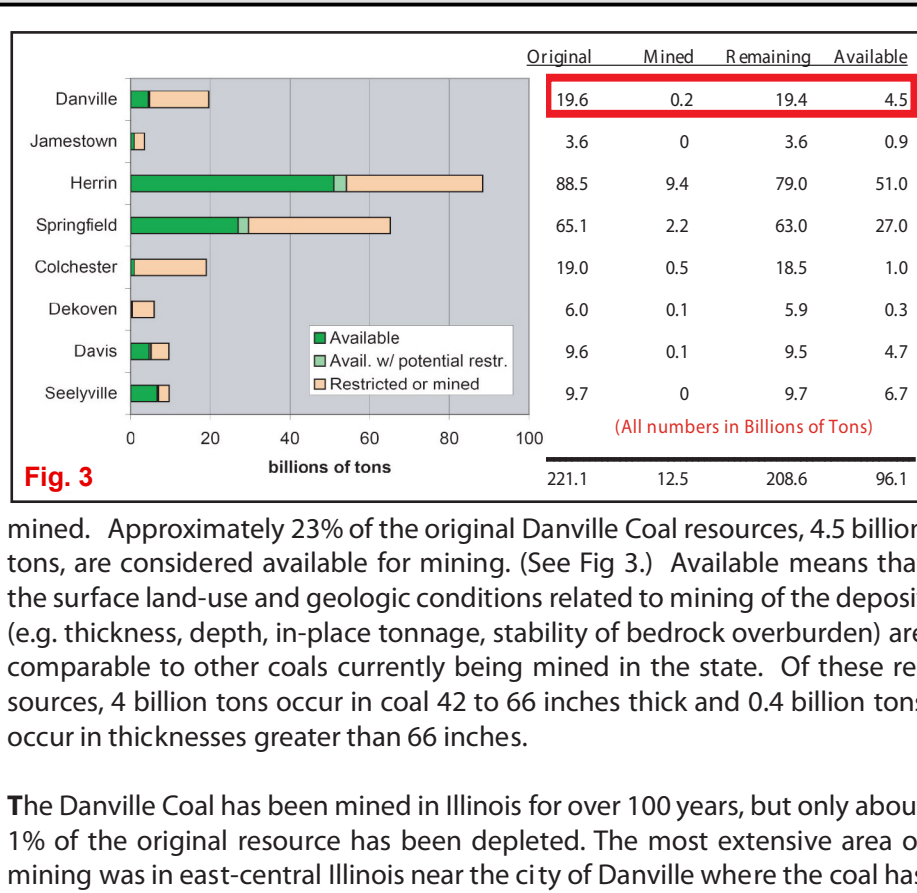 Original Mined Remaining Available
Danville 19.6 0.2 19.4 4.5
Jamestown 3.6 0 3.6 0.9
Herrin 88.5 9.4 79.0 51.0
Springfield 65.1 2.2 63.0 27.0
Colchester 19.0 0.5 18.5 1.0
Dekoven 6.0 0.1 5.9 0.3
Available
Davis 9.6 0.1 9.5 4.7
Avail. w/ potential restr.
Restricted or mined
Seelyville 9.7 0 9.7 6.7
(All numbers in Billions of Tons)
0 20 40 60 80 100
billions of tons
Fig. 3 221.1 12.5 208.6 96.1
mined. Approximately 23% of the original Danville Coal resources, 4.5 billion
tons, are considered available for mining. (See Fig 3.) Available means that
the surface land-use and geologic conditions related to mining of the deposit
(e.g. thickness, depth, in-place tonnage, stability of bedrock overburden) are
comparable to other coals currently being mined in the state. Of these re-
sources, 4 billion tons occur in coal 42 to 66 inches thick and 0.4 billion tons
occur in thicknesses greater than 66 inches.
The Danville Coal has been mined in Illinois for over 100 years, but only about
1% of the original resource has been depleted. The most extensive area of
mining was in east-central Illinois near the city of Danville where the coal has